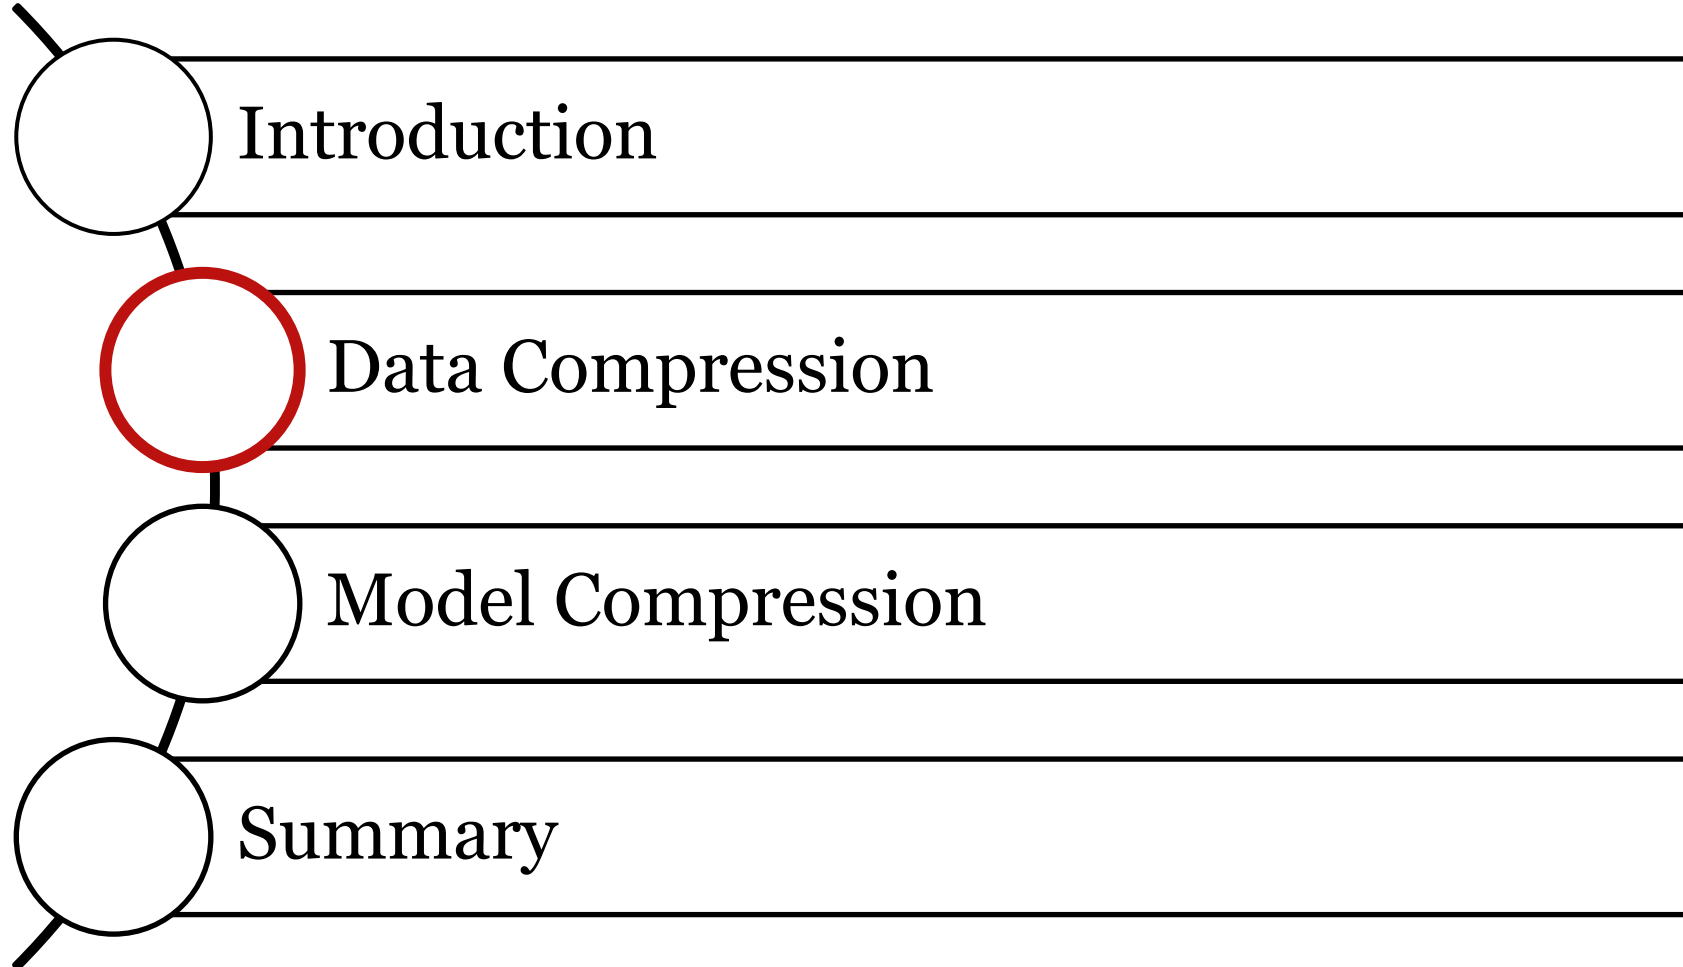 Introduction
Data Compression
Model Compression
Summary